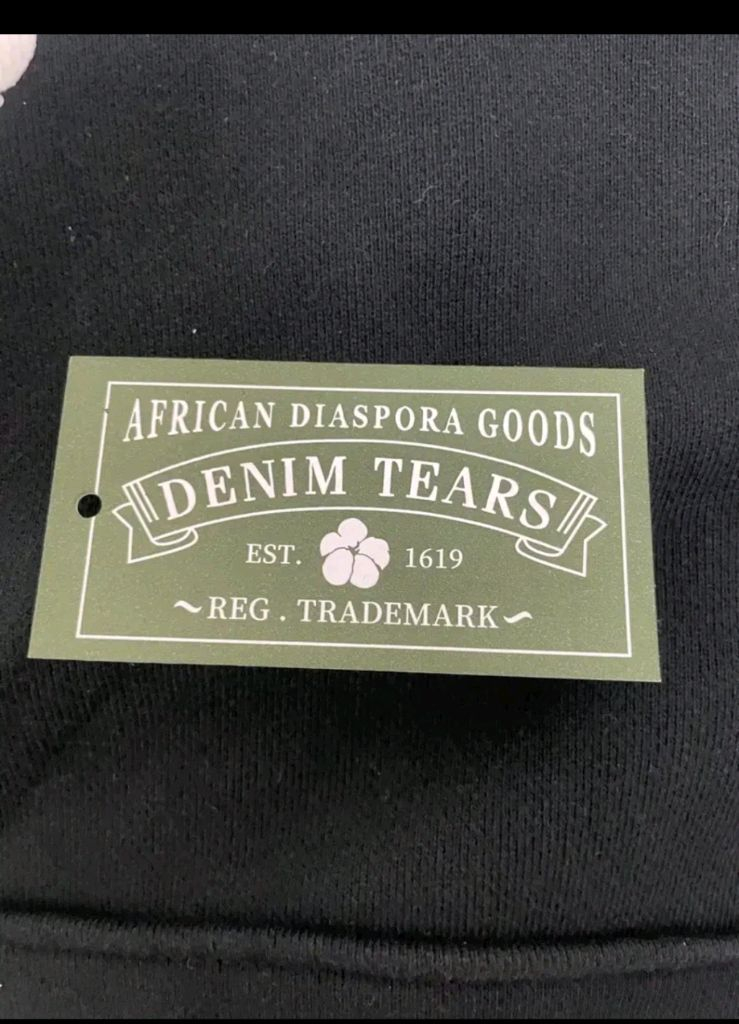 AFRICAN DIASPORA GOODS
DENIM TEARS
EST. 1619
~REG . TRADEMARK~